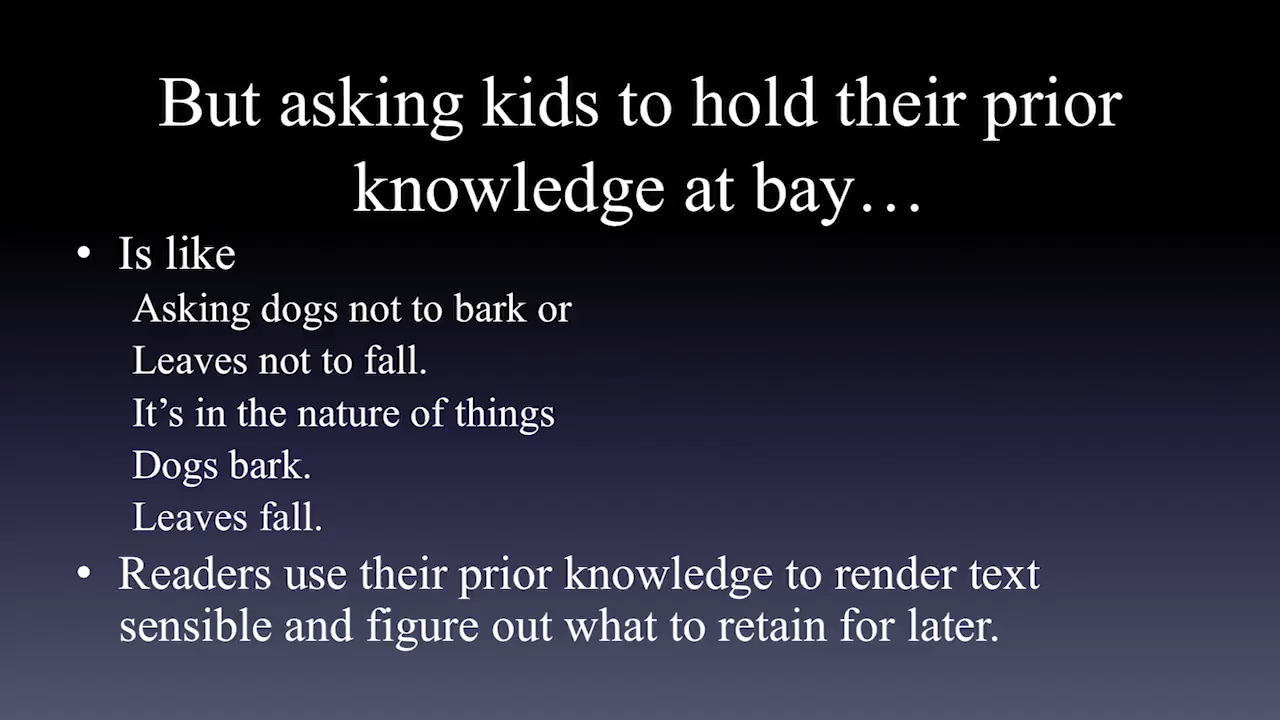 But asking kids to hold their prior
knowledge at bay…
• Is like
Asking dogs not to bark or
Leaves not to fall.
It’s in the nature of things
Dogs bark.
Leaves fall.
• Readers use their prior knowledge to render text
sensible and figure out what to retain for later.